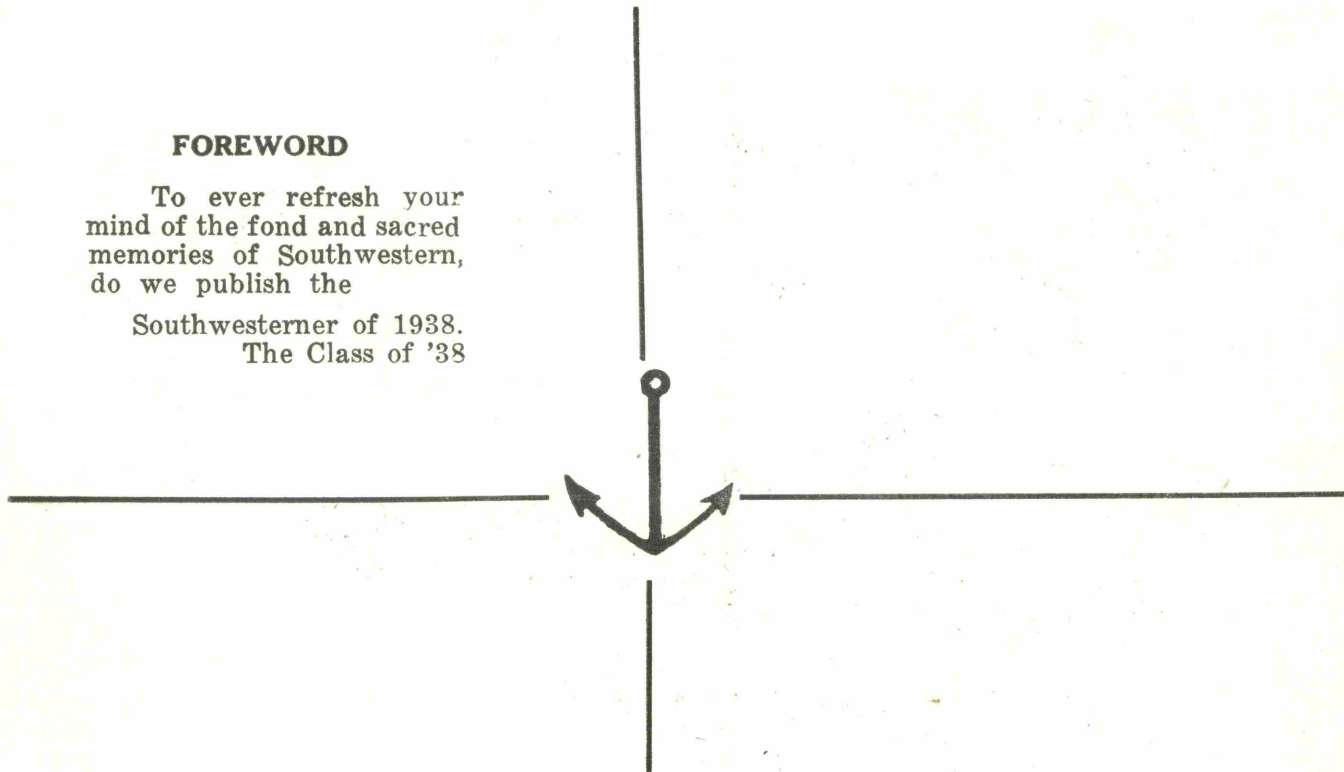 FOREWORD
To ever refresh your
mind of the fond and sacred
memories of Southwestern,
do we publish the
Southwesterner of 1938.
The Class of '38